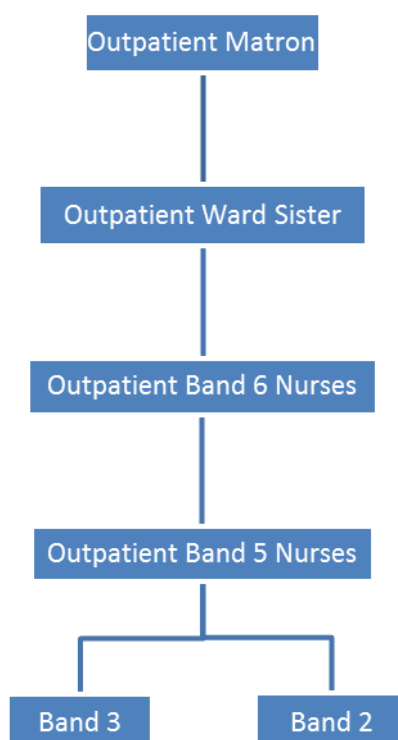 Outpatient Matron
Outpatient Ward Sister
Outpatient Band 6 Nurses
Outpatient Band 5 Nurses
Band 3
Band 2